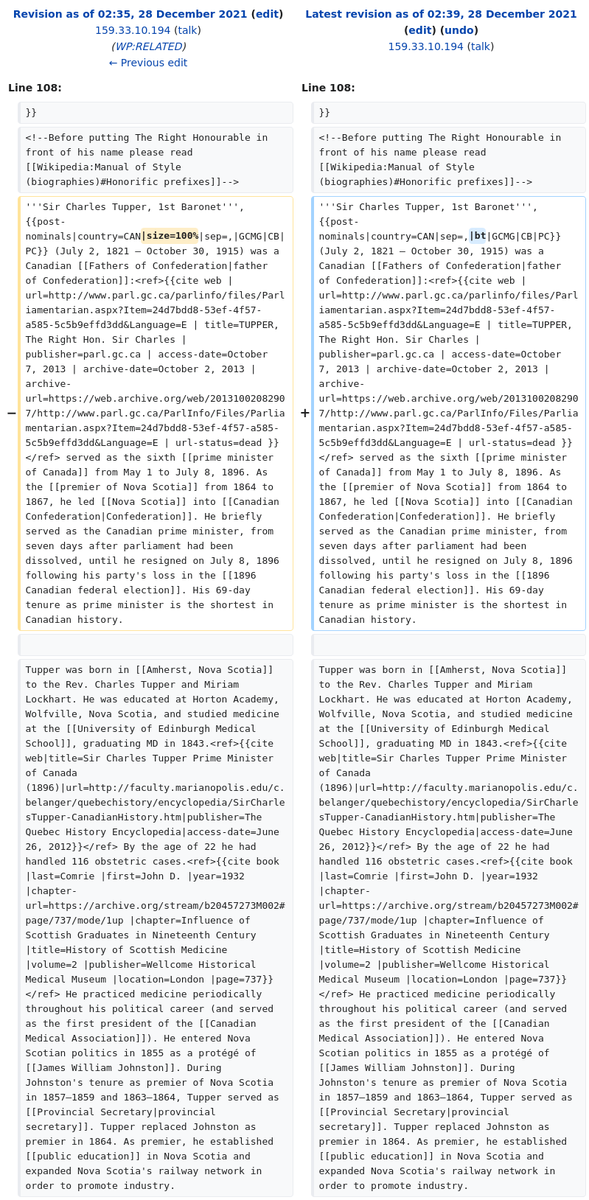 Revision as of 02:35, 28 December 2021 (edit)
159.33.10.194 (talk)
(WP:RELATED)
← Previous edit
Latest revision as of 02:39, 28 December 2021
(edit) (undo)
159.33.10.194 (talk)
Line 108:
Line 108:
}}
}}
<!--Before putting The Right Honourable in
front of his name please read
[[Wikipedia:Manual of Style
(biographies)#Honorific prefixes]]-->
<!--Before putting The Right Honourable in
front of his name please read
[[Wikipedia:Manual of Style
(biographies)#Honorific prefixes]]-->
−
'''Sir Charles Tupper, 1st Baronet''',
{{post-
nominals|country=CAN|size=100%|sep=,|GCMG|CB|
PC}} (July 2, 1821 – October 30, 1915) was a
Canadian [[Fathers of Confederation|father
of Confederation]]:<ref>{{cite web |
url=http://www.parl.gc.ca/parlinfo/files/Parl
iamentarian.aspx?Item=24d7bdd8-53ef-4f57-
a585-5c5b9effd3dd&Language=E | title=TUPPER,
The Right Hon. Sir Charles |
publisher=parl.gc.ca | access-date=October
7, 2013 | archive-date=October 2, 2013 |
archive-
url=https://web.archive.org/web/2013100208290
7/http://www.parl.gc.ca/ParlInfo/Files/Parlia
mentarian.aspx?Item=24d7bdd8-53ef-4f57-a585-
5c5b9effd3dd&Language=E | url-status=dead }}
</ref> served as the sixth [[prime minister
of Canada]] from May 1 to July 8, 1896. As
the [[premier of Nova Scotia]] from 1864 to
1867, he led [[Nova Scotia]] into [[Canadian
Confederation|Confederation]]. He briefly
served as the Canadian prime minister, from
seven days after parliament had been
dissolved, until he resigned on July 8, 1896
following his party's loss in the [[1896
Canadian federal election]]. His 69-day
tenure as prime minister is the shortest in
Canadian history.
+
'''Sir Charles Tupper, 1st Baronet''',
{{post-
nominals|country=CAN|sep=,|bt|GCMG|CB|PC}}
(July 2, 1821 – October 30, 1915) was a
Canadian [[Fathers of Confederation|father
of Confederation]]:<ref>{{cite web |
url=http://www.parl.gc.ca/parlinfo/files/Parl
iamentarian.aspx?Item=24d7bdd8-53ef-4f57-
a585-5c5b9effd3dd&Language=E | title=TUPPER,
The Right Hon. Sir Charles |
publisher=parl.gc.ca | access-date=October
7, 2013 | archive-date=October 2, 2013 |
archive-
url=https://web.archive.org/web/2013100208290
7/http://www.parl.gc.ca/ParlInfo/Files/Parlia
mentarian.aspx?Item=24d7bdd8-53ef-4f57-a585-
5c5b9effd3dd&Language=E | url-status=dead }}
</ref> served as the sixth [[prime minister
of Canada]] from May 1 to July 8, 1896. As
the [[premier of Nova Scotia]] from 1864 to
1867, he led [[Nova Scotia]] into [[Canadian
Confederation|Confederation]]. He briefly
served as the Canadian prime minister, from
seven days after parliament had been
dissolved, until he resigned on July 8, 1896
following his party's loss in the [[1896
Canadian federal election]]. His 69-day
tenure as prime minister is the shortest in
Canadian history.
Tupper was born in [[Amherst, Nova Scotia]]
to the Rev. Charles Tupper and Miriam
Lockhart. He was educated at Horton Academy,
Wolfville, Nova Scotia, and studied medicine
at the [[University of Edinburgh Medical
School]], graduating MD in 1843.<ref>{{cite
web|title=Sir Charles Tupper Prime Minister
of Canada
(1896)|url=http://faculty.marianopolis.edu/c.
belanger/quebechistory/encyclopedia/SirCharle
sTupper-CanadianHistory.htm|publisher=The
Quebec History Encyclopedia|access-date=June
26, 2012}}</ref> By the age of 22 he had
handled 116 obstetric cases.<ref>{{cite book
|last=Comrie |first=John D. |year=1932
|chapter-
url=https://archive.org/stream/b20457273M002#
page/737/mode/1up |chapter=Influence of
Scottish Graduates in Nineteenth Century
|title=History of Scottish Medicine
|volume=2 |publisher=Wellcome Historical
Medical Museum |location=London |page=737}}
</ref> He practiced medicine periodically
throughout his political career (and served
as the first president of the [[Canadian
Medical Association]]). He entered Nova
Scotian politics in 1855 as a protégé of
[[James William Johnston]]. During
Johnston's tenure as premier of Nova Scotia
in 1857–1859 and 1863–1864, Tupper served as
[[Provincial Secretary|provincial
secretary]]. Tupper replaced Johnston as
premier in 1864. As premier, he established
[[public education]] in Nova Scotia and
expanded Nova Scotia's railway network in
order to promote industry.
Tupper was born in [[Amherst, Nova Scotia]]
to the Rev. Charles Tupper and Miriam
Lockhart. He was educated at Horton Academy,
Wolfville, Nova Scotia, and studied medicine
at the [[University of Edinburgh Medical
School]], graduating MD in 1843.<ref>{{cite
web|title=Sir Charles Tupper Prime Minister
of Canada
(1896)|url=http://faculty.marianopolis.edu/c.
belanger/quebechistory/encyclopedia/SirCharle
sTupper-CanadianHistory.htm|publisher=The
Quebec History Encyclopedia|access-date=June
26, 2012}}</ref> By the age of 22 he had
handled 116 obstetric cases.<ref>{{cite book
|last=Comrie |first=John D. |year=1932
|chapter-
url=https://archive.org/stream/b20457273M002#
page/737/mode/1up |chapter=Influence of
Scottish Graduates in Nineteenth Century
|title=History of Scottish Medicine
|volume=2 |publisher=Wellcome Historical
Medical Museum |location=London |page=737}}
</ref> He practiced medicine periodically
throughout his political career (and served
as the first president of the [[Canadian
Medical Association]]). He entered Nova
Scotian politics in 1855 as a protégé of
[[James William Johnston]]. During
Johnston's tenure as premier of Nova Scotia
in 1857–1859 and 1863–1864, Tupper served as
[[Provincial Secretary|provincial
secretary]]. Tupper replaced Johnston as
premier in 1864. As premier, he established
[[public education]] in Nova Scotia and
expanded Nova Scotia's railway network in
order to promote industry.